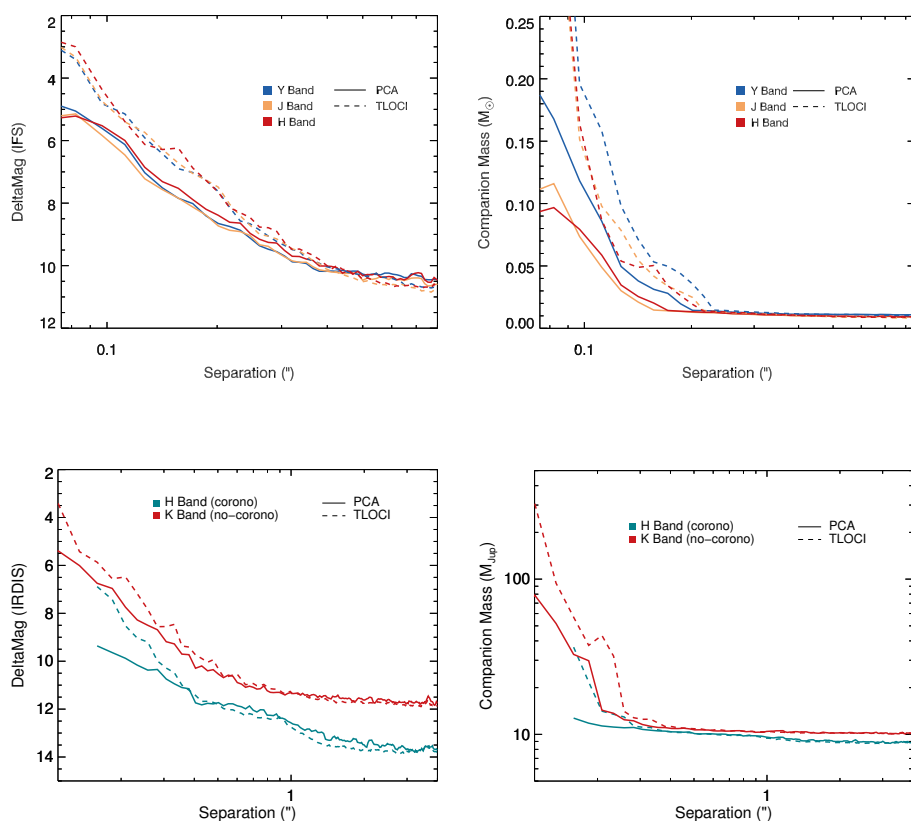 2
4
6
8
10
12
DeltaMag (IFS)
Y Band
J Band
H Band
PCA
TLOCI
0.1
Separation (")
0.25
0.20
0.15
0.10
0.05
0.00
Companion Mass (M☉)
Y Band
J Band
H Band
PCA
TLOCI
0.1
Separation (")
2
4
6
8
10
12
14
DeltaMag (IRDIS)
H Band (corono)
K Band (no-corono)
PCA
TLOCI
1
Separation (")
100
10
Companion Mass (MJup)
H Band (corono)
K Band (no-corono)
PCA
TLOCI
1
Separation (")